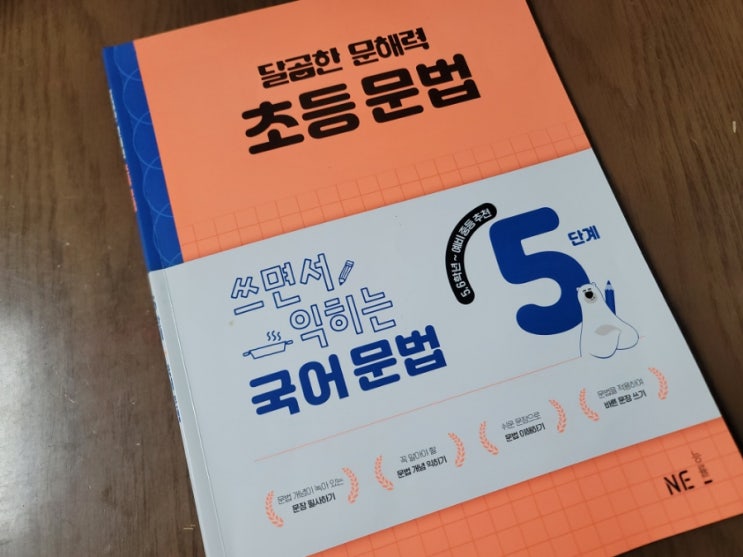 달곰한 문해력
초등 문법
5, 6학년 ~ 예비 중등 추천
5
단계
쓰면서
익히는
국어 문법
문법 개념이 녹아 있는
문장 필사하기
꼭 알아야 할
문법 개념 익히기
쉬운 문장으로
문법 이해하기
문법을 적용하여
바른 문장 쓰기
NE